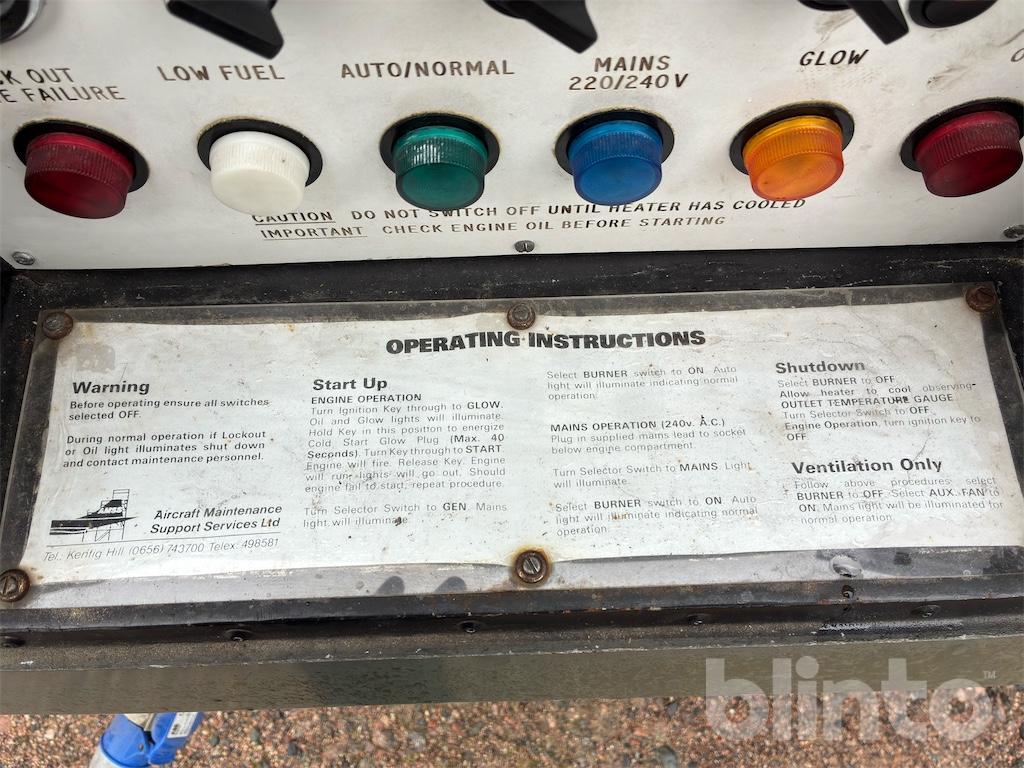 CK OUT
E FAILURE
LOW FUEL
AUTO/NORMAL
MAINS
220/240V
GLOW
CAUTION DO NOT SWITCH OFF UNTIL HEATER HAS COOLED
IMPORTANT CHECK ENGINE OIL BEFORE STARTING
OPERATING INSTRUCTIONS
Warning
Before operating ensure all switches
selected OFF.
During normal operation if Lockout
or Oil light illuminates shut down
and contact maintenance personnel.
AMSS
Aircraft Maintenance
Support Services Ltd
Tel. Kenfig Hill (0656) 743700 Telex: 498581
Start Up
ENGINE OPERATION
Turn Ignition Key through to GLOW.
Oil and Glow lights will illuminate.
Hold Key in this position to energize
Cold Start Glow Plug (Max. 40
Seconds). Turn Key through to START.
Engine will fire. Release Key. Engine
will run, lights will go out. Should
engine fail to start, repeat procedure.
Turn Selector Switch to GEN. Mains
light will illuminate.
Select BURNER switch to ON. Auto
light will illuminate indicating normal
operation.
MAINS OPERATION (240v. A.C.)
Plug in supplied mains lead to socket
below engine compartment.
Turn Selector Switch to MAINS. Light
will illuminate.
Select BURNER switch to ON. Auto
light will illuminate indicating normal
operation.
Shutdown
Select BURNER to OFF.
Allow heater to cool observing
OUTLET TEMPERATURE GAUGE.
Turn Selector Switch to OFF.
Engine Operation, turn ignition key to
OFF.
Ventilation Only
Follow above procedures select
BURNER to OFF. Select AUX. FAN to
ON. Mains light will be illuminated for
normal operation.
blinto™